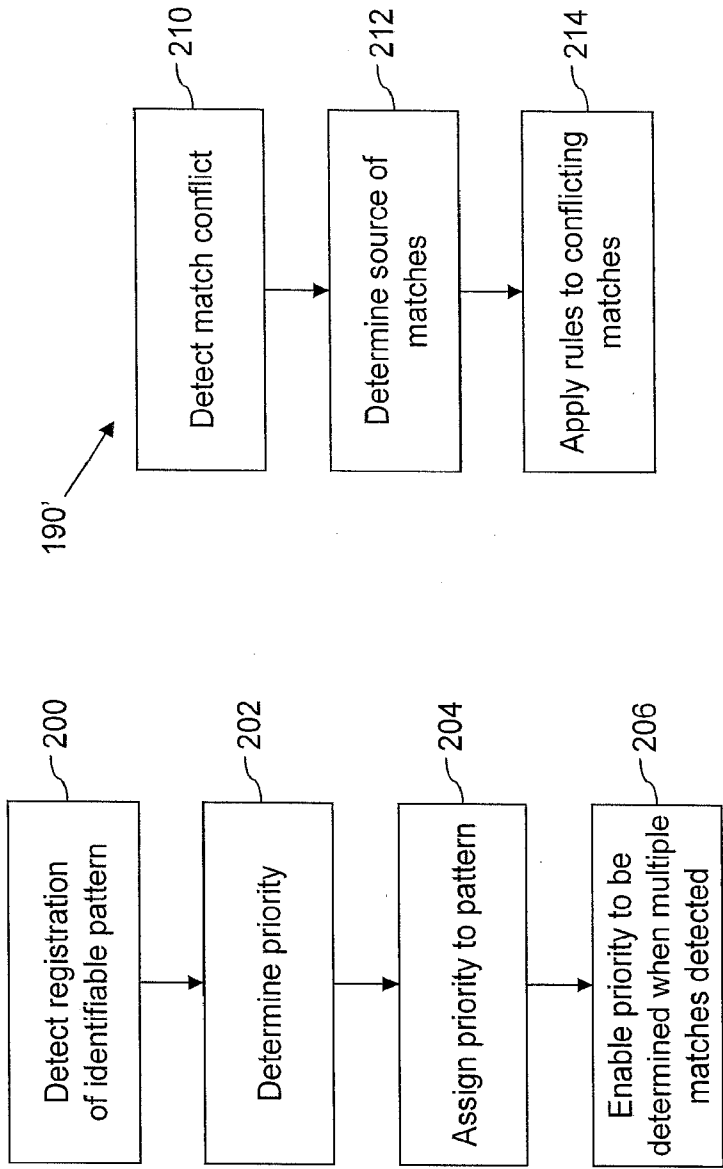 190'
Detect match conflict
210
Determine source of
matches
212
Apply rules to conflicting
matches
214
Detect registration
of identifiable pattern
200
Determine priority
202
Assign priority to pattern
204
Enable priority to be
determined when multiple
matches detected
206